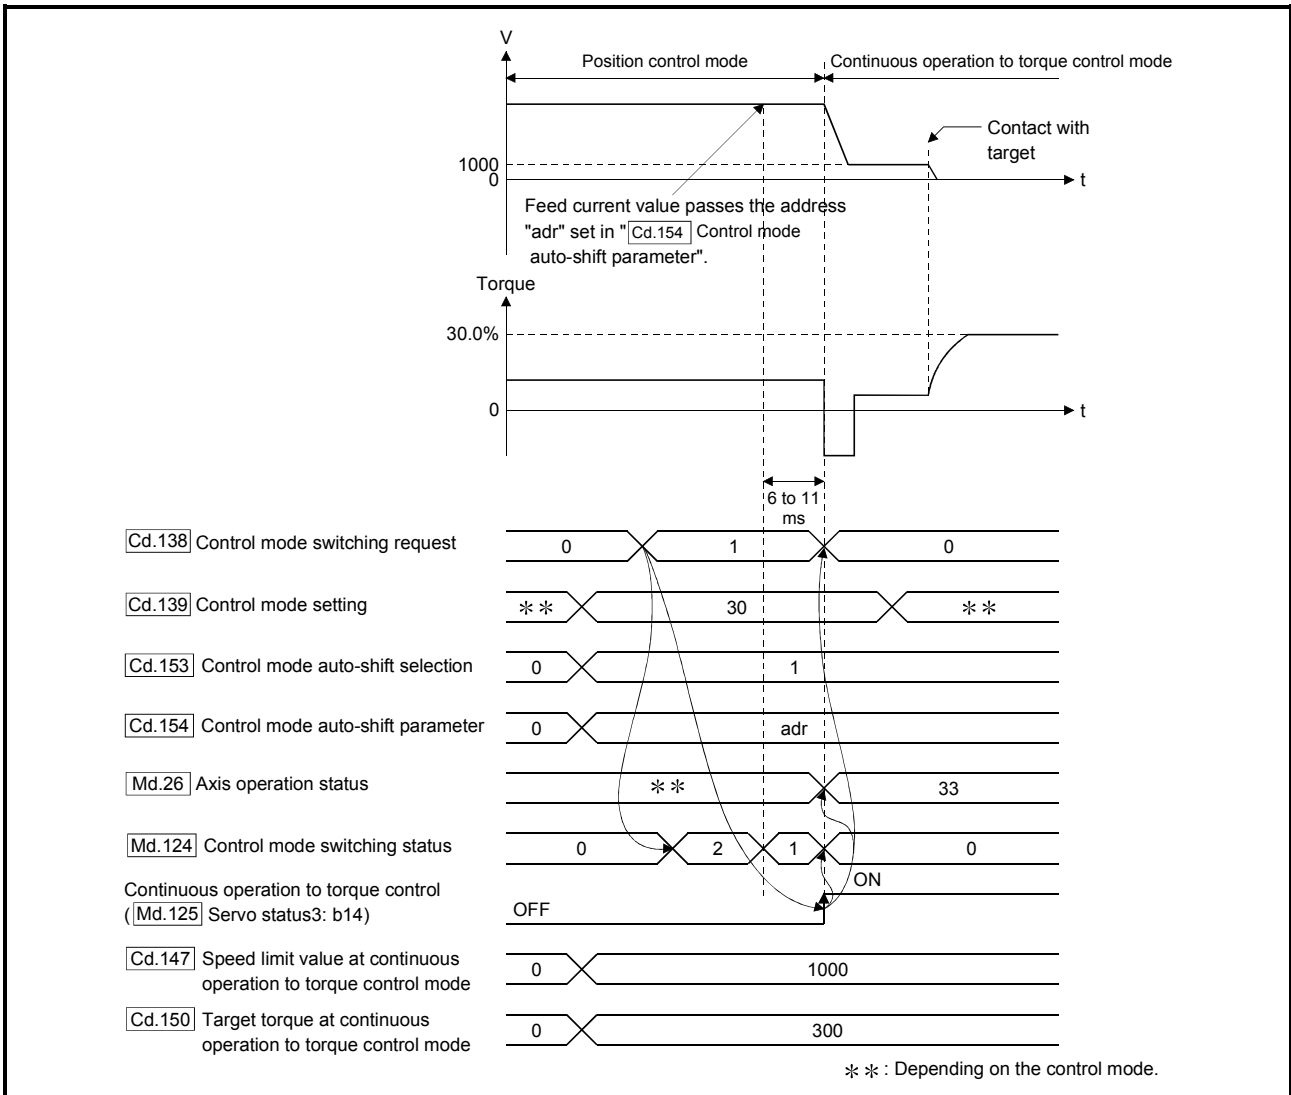 V
Position control mode
Continuous operation to torque control mode
Contact with
target
1000
0
t
Feed current value passes the address
"adr" set in " Cd.154 Control mode
auto-shift parameter".
Torque
30.0%
0
t
6 to 11
ms
Cd.138 Control mode switching request
0
1
0
Cd.139 Control mode setting
＊＊
30
＊＊
Cd.153 Control mode auto-shift selection
0
1
Cd.154 Control mode auto-shift parameter
0
adr
Md.26 Axis operation status
＊＊
33
Md.124 Control mode switching status
0
2
1
0
Continuous operation to torque control
( Md.125 Servo status3: b14)
OFF
ON
Cd.147 Speed limit value at continuous
operation to torque control mode
0
1000
Cd.150 Target torque at continuous
operation to torque control mode
0
300
＊＊: Depending on the control mode.